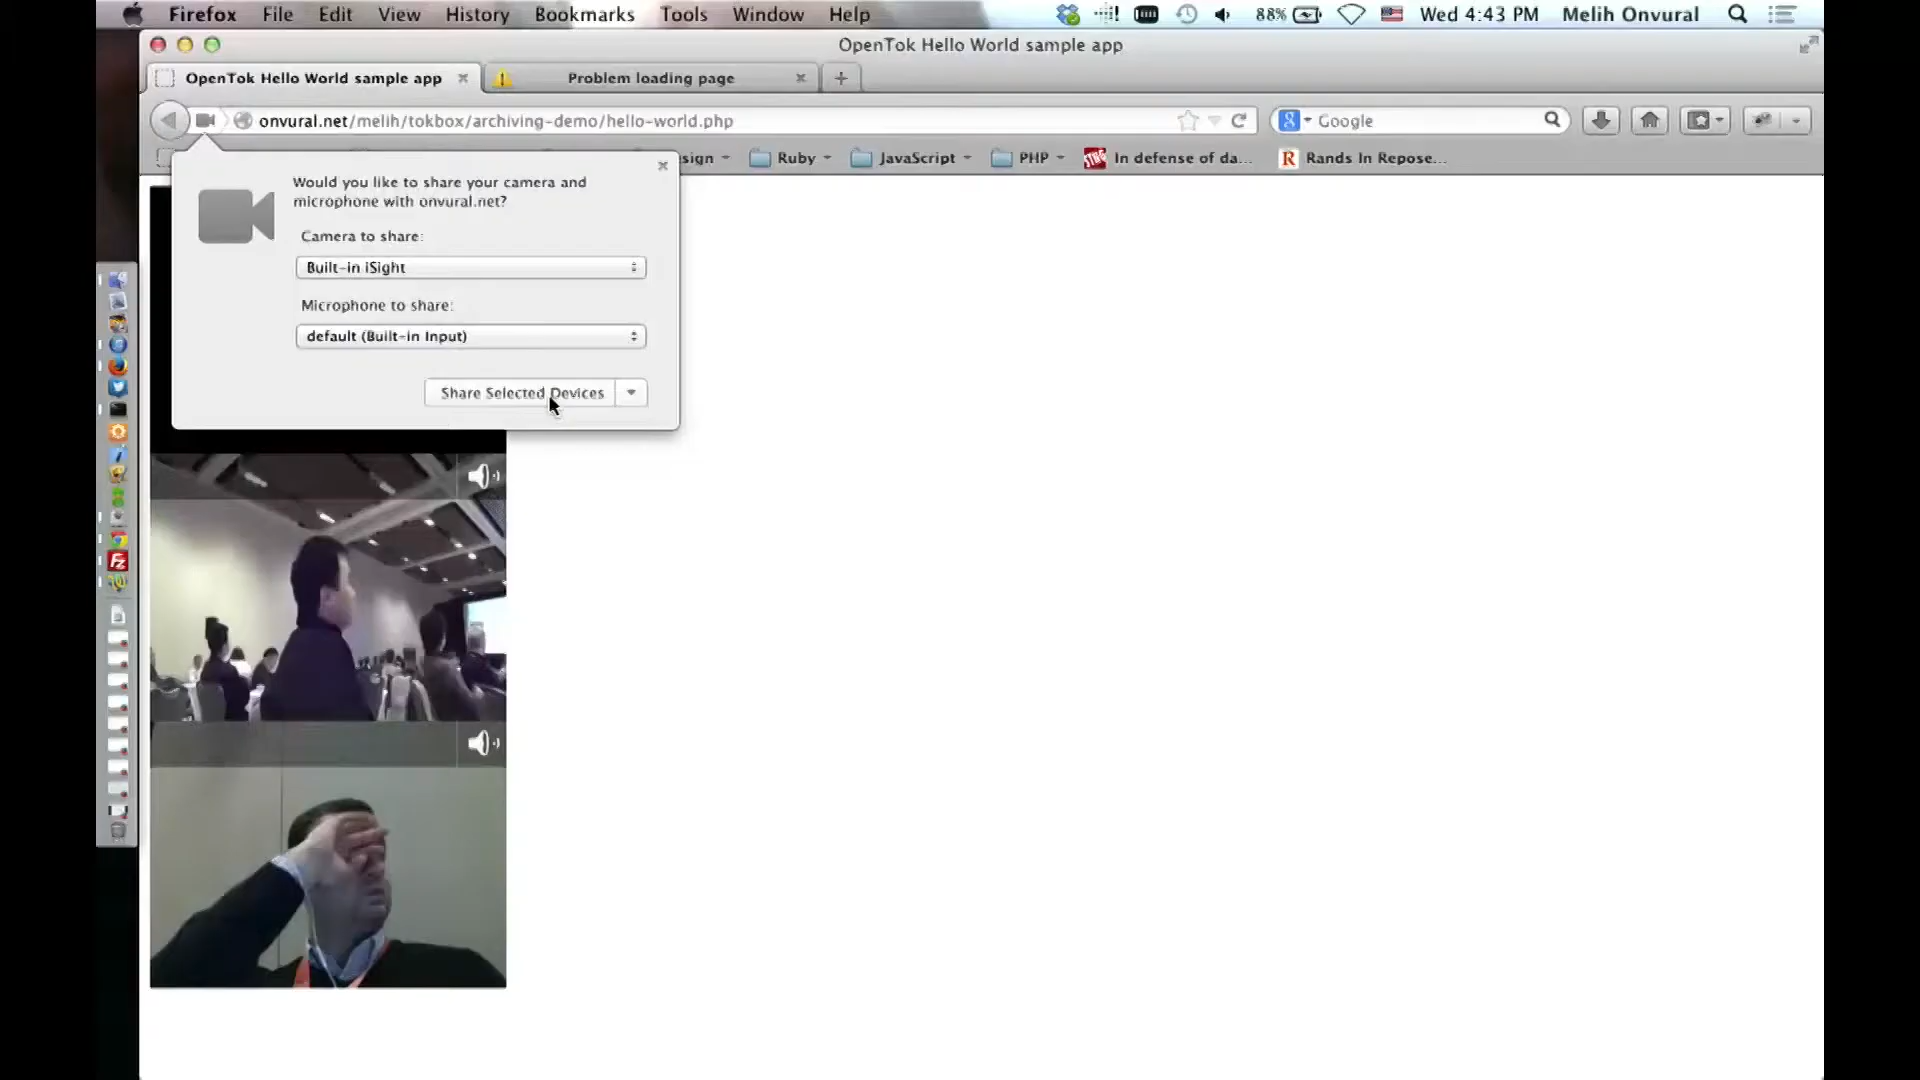 Firefox File Edit View History Bookmarks Tools Window Help 88% Wed 4:43 PM Melih Onvural
OpenTok Hello World sample app
OpenTok Hello World sample app Problem loading page
onvural.net/melih/tokbox/archiving-demo/hello-world.php Google
sign Ruby JavaScript PHP In defense of da... Rands In Repose...
Would you like to share your camera and
microphone with onvural.net?
Camera to share:
Built-in iSight
Microphone to share:
default (Built-in Input)
Share Selected Devices